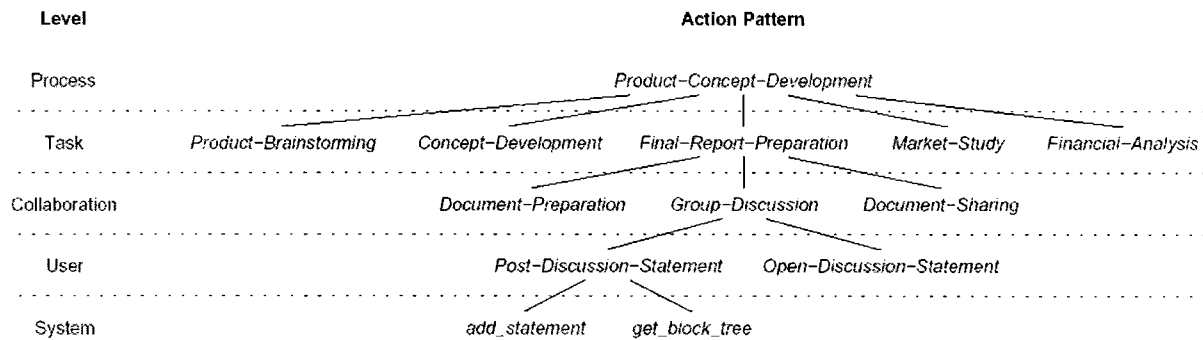 Level Action Pattern
Process Product-Concept-Development
Task Product-Brainstorming Concept-Development Final-Report-Preparation Market-Study Financial-Analysis
Collaboration Document-Preparation Group-Discussion Document-Sharing
User Post-Discussion-Statement Open-Discussion-Statement
System add_statement get_block_tree